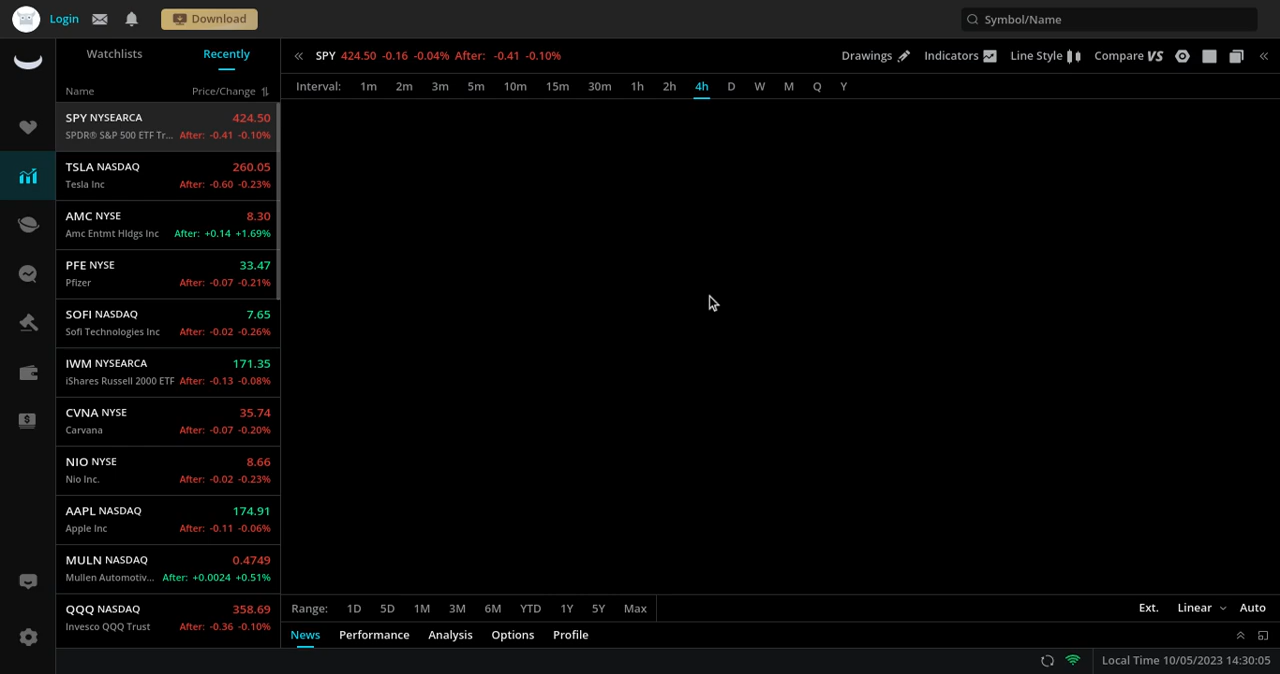 Login
Download
Symbol/Name
Watchlists Recently
Name Price/Change
SPY NYSEARCA 424.50
SPDR® S&P 500 ETF Tr... After: -0.41 -0.10%
TSLA NASDAQ 260.05
Tesla Inc After: -0.60 -0.23%
AMC NYSE 8.30
Amc Entmt Hldgs Inc After: +0.14 +1.69%
PFE NYSE 33.47
Pfizer After: -0.07 -0.21%
SOFI NASDAQ 7.65
Sofi Technologies Inc After: -0.02 -0.26%
IWM NYSEARCA 171.35
iShares Russell 2000 ETF After: -0.13 -0.08%
CVNA NYSE 35.74
Carvana After: -0.07 -0.20%
NIO NYSE 8.66
Nio Inc. After: -0.02 -0.23%
AAPL NASDAQ 174.91
Apple Inc After: -0.11 -0.06%
MULN NASDAQ 0.4749
Mullen Automotiv... After: +0.0024 +0.51%
QQQ NASDAQ 358.69
Invesco QQQ Trust After: -0.36 -0.10%
SPY 424.50 -0.16 -0.04% After: -0.41 -0.10%
Drawings Indicators Line Style Compare VS
Interval: 1m 2m 3m 5m 10m 15m 30m 1h 2h 4h D W M Q Y
Range: 1D 5D 1M 3M 6M YTD 1Y 5Y Max
Ext. Linear Auto
News Performance Analysis Options Profile
Local Time 10/05/2023 14:30:05